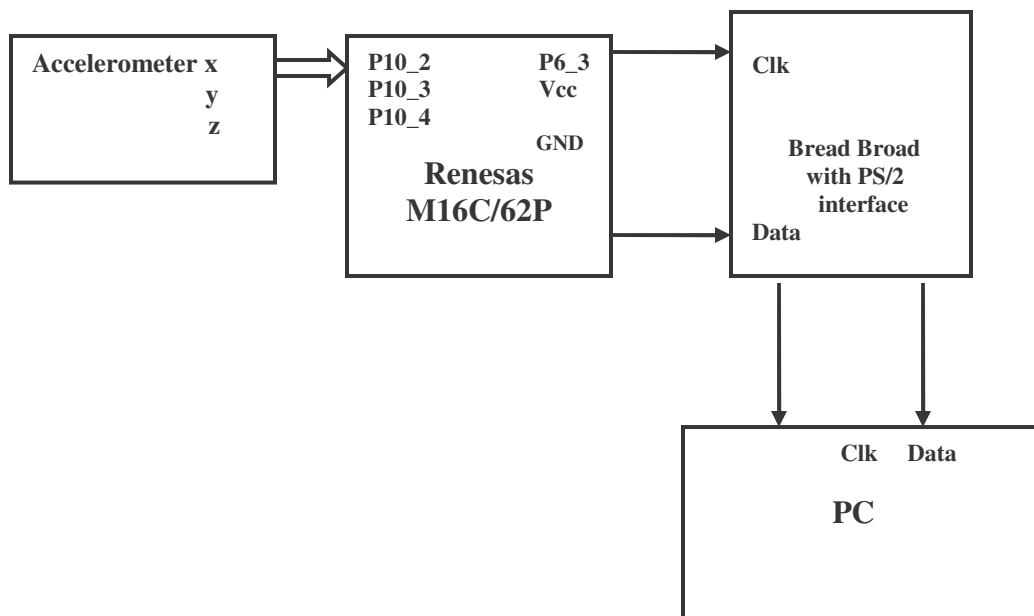 Accelerometer x
y
z
P10_2
P10_3
P10_4
P6_3
Vcc
GND
Renesas
M16C/62P
Clk
Bread Broad
with PS/2
interface
Data
Clk Data
PC